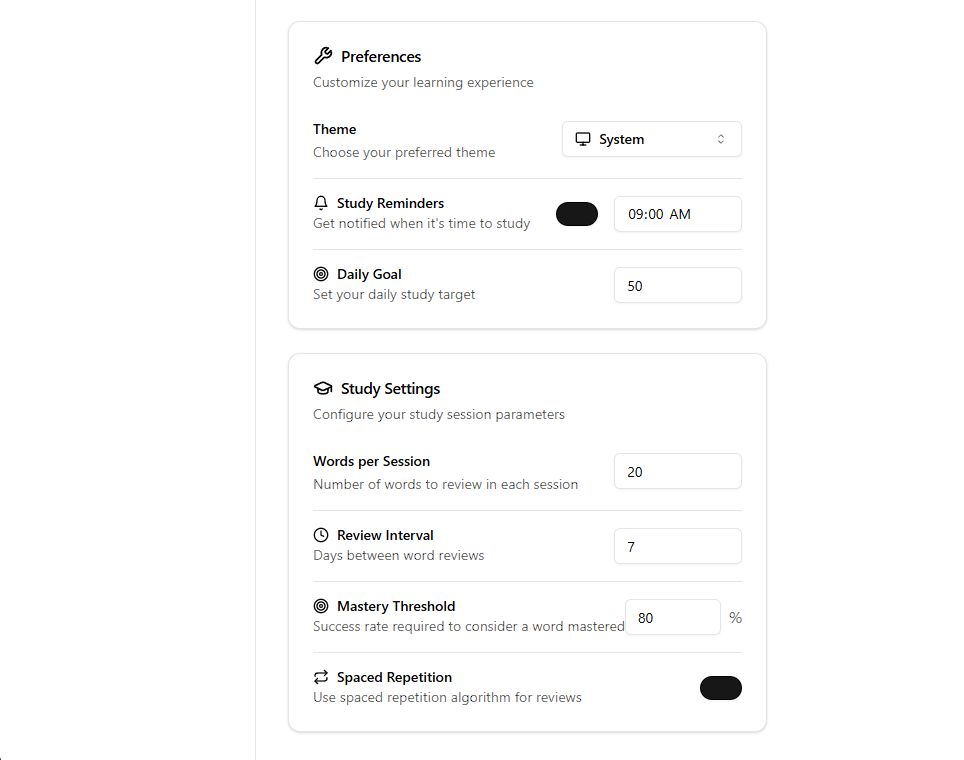 Preferences
Customize your learning experience
Theme
Choose your preferred theme
System
Study Reminders
Get notified when it's time to study
09:00 AM
Daily Goal
Set your daily study target
50
Study Settings
Configure your study session parameters
Words per Session
Number of words to review in each session
20
Review Interval
Days between word reviews
7
Mastery Threshold
Success rate required to consider a word mastered
80 %
Spaced Repetition
Use spaced repetition algorithm for reviews